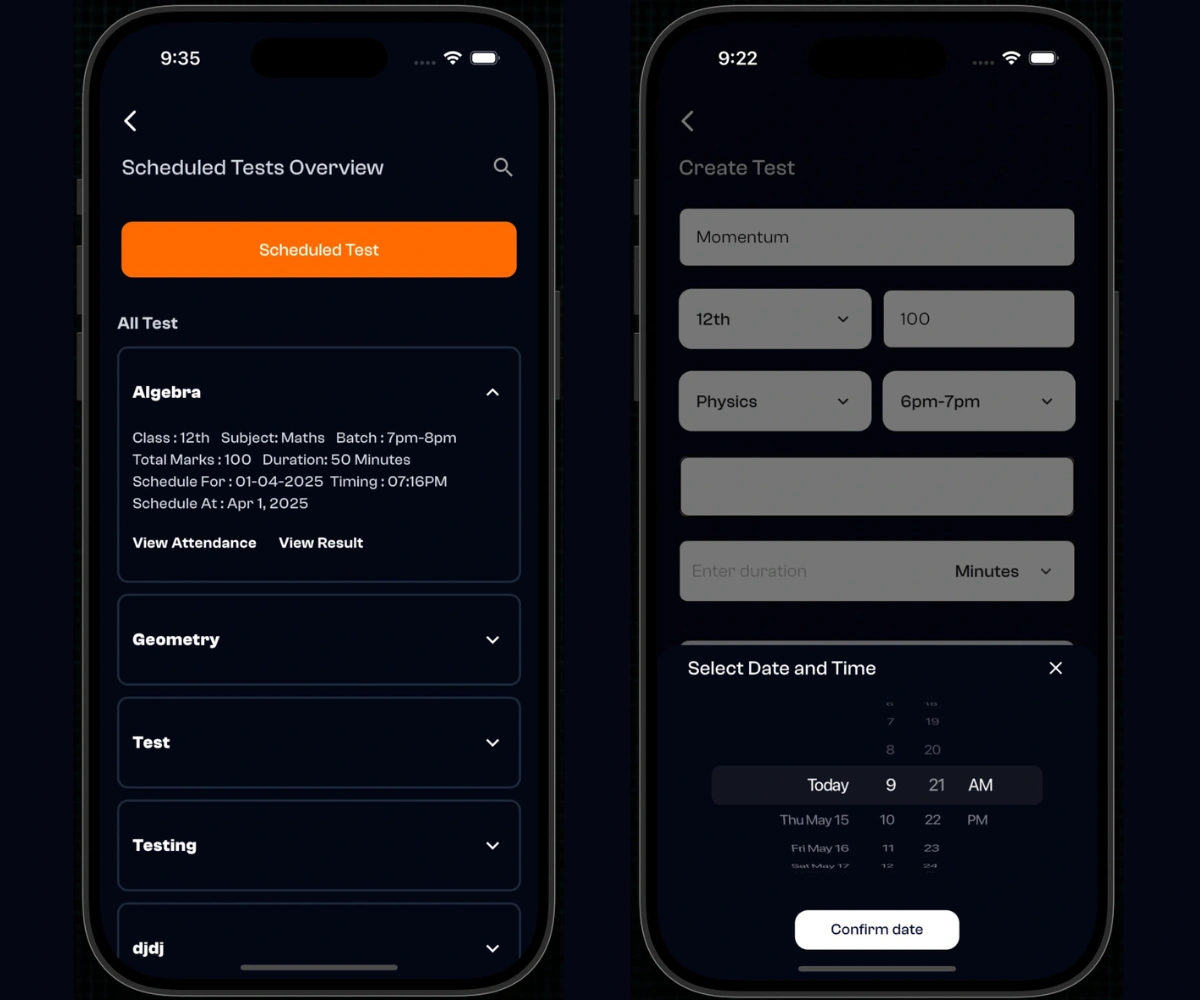 9:35
Scheduled Tests Overview
Scheduled Test
All Test
Algebra
Class : 12th Subject: Maths Batch : 7pm-8pm
Total Marks : 100 Duration: 50 Minutes
Schedule For : 01-04-2025 Timing : 07:16PM
Schedule At : Apr 1, 2025
View Attendance View Result
Geometry
Test
Testing
djdj
9:22
Create Test
Momentum
12th 100
Physics 6pm-7pm
Enter duration Minutes
Select Date and Time
6 18
7 19
8 20
Today 9 21 AM
Thu May 15 10 22 PM
Fri May 16 11 23
Sat May 17 12 24
Confirm date